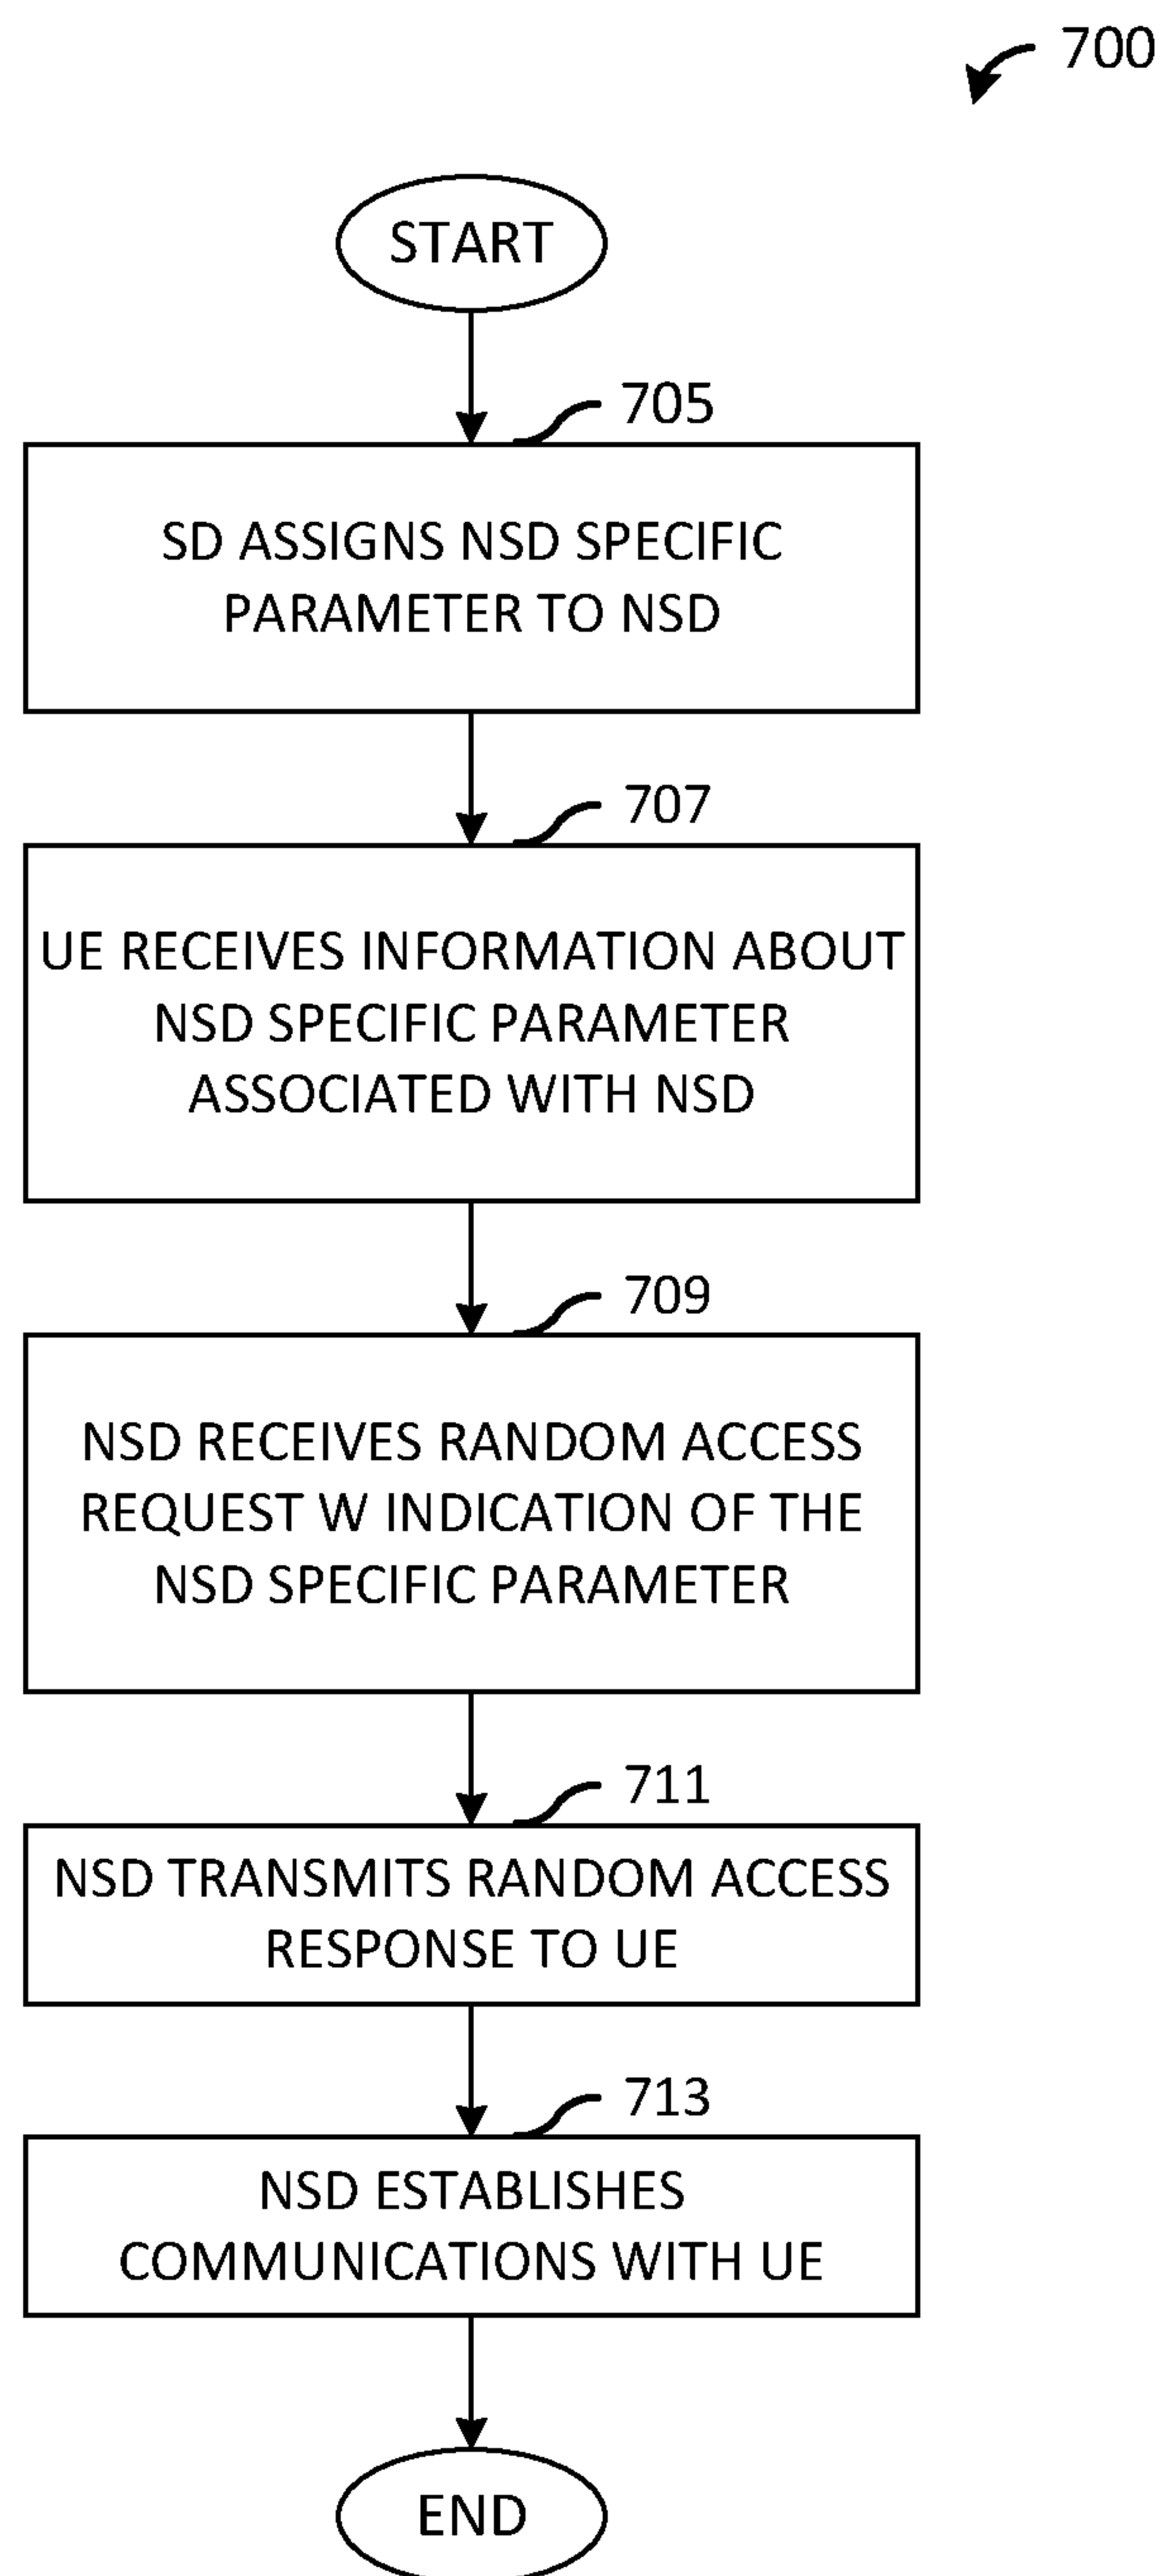 700
START
705
SD ASSIGNS NSD SPECIFIC
PARAMETER TO NSD
707
UE RECEIVES INFORMATION ABOUT
NSD SPECIFIC PARAMETER
ASSOCIATED WITH NSD
709
NSD RECEIVES RANDOM ACCESS
REQUEST W INDICATION OF THE
NSD SPECIFIC PARAMETER
711
NSD TRANSMITS RANDOM ACCESS
RESPONSE TO UE
713
NSD ESTABLISHES
COMMUNICATIONS WITH UE
END